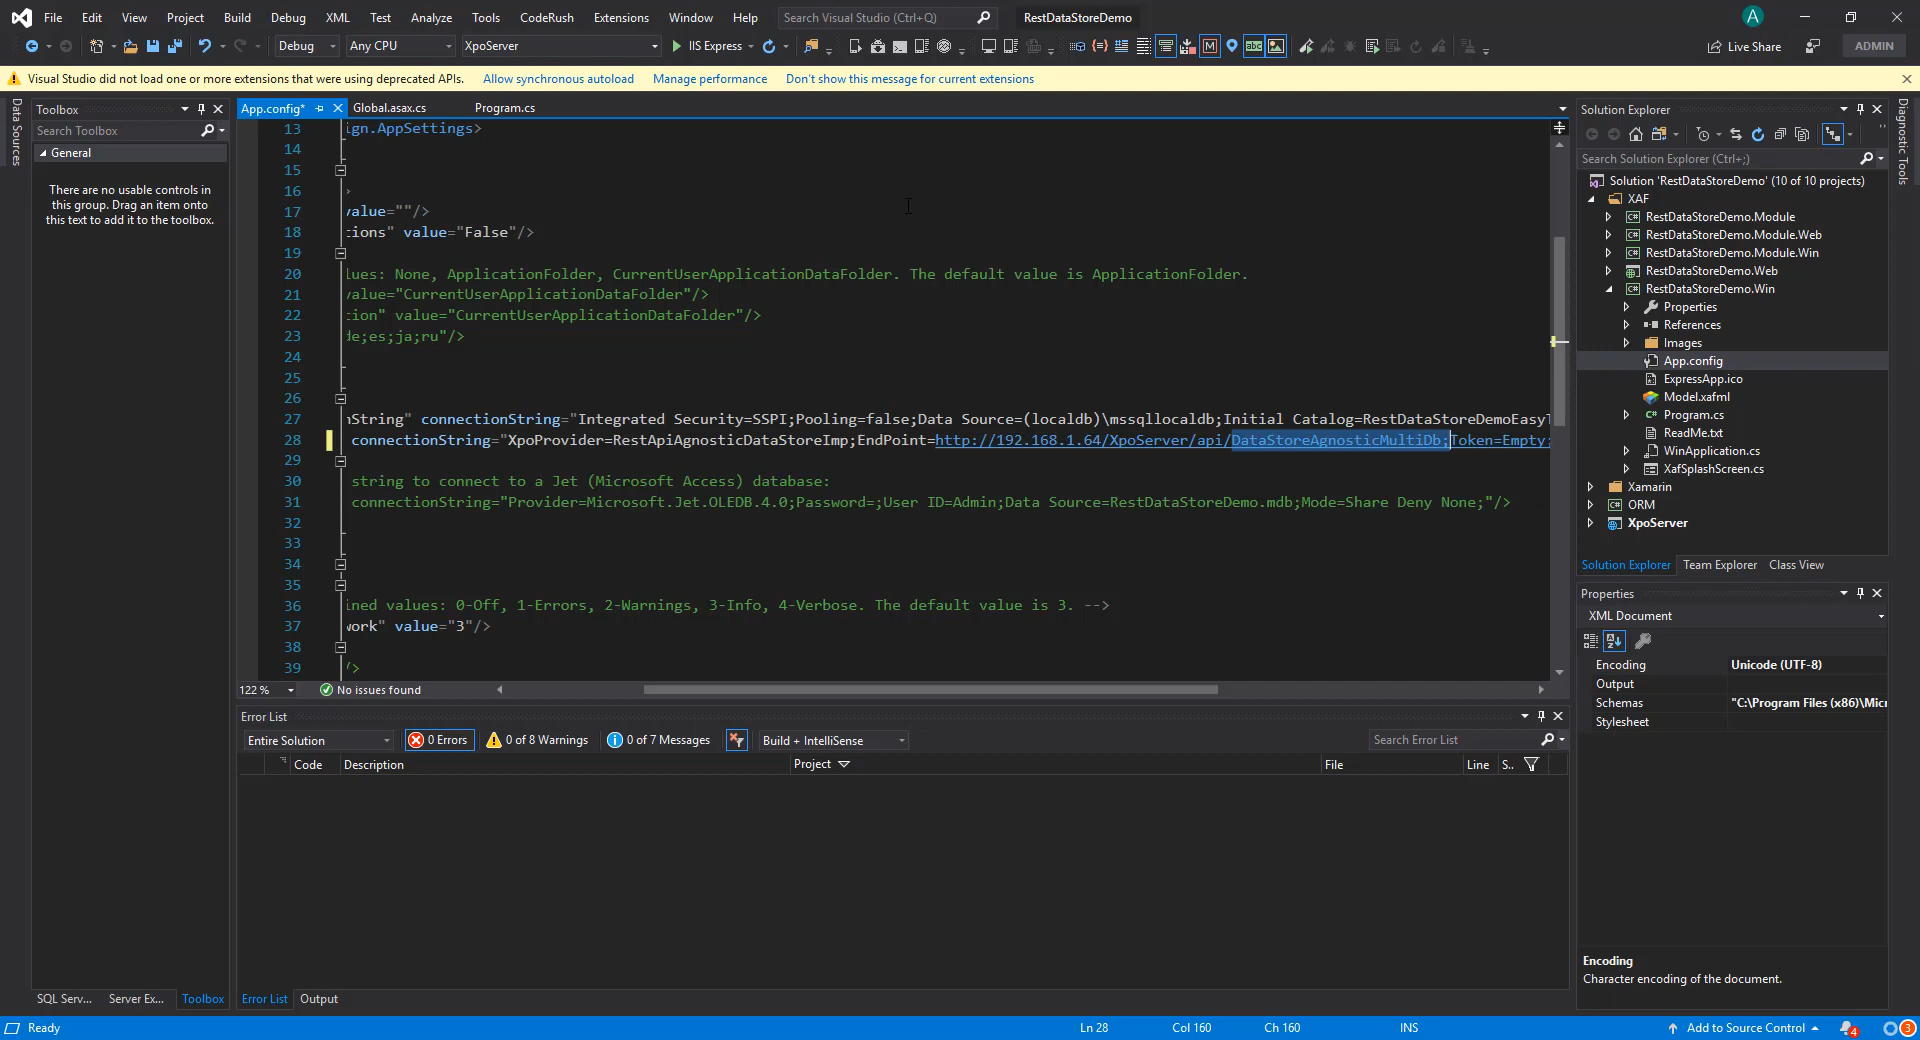 File Edit View Project Build Debug XML Test Analyze Tools CodeRush Extensions Window Help Search Visual Studio (Ctrl+Q) RestDataStoreDemo A
Debug Any CPU XpoServer IIS Express Live Share ADMIN
Visual Studio did not load one or more extensions that were using deprecated APIs. Allow synchronous autoload Manage performance Don't show this message for current extensions
Data Sources
Toolbox
Search Toolbox
General
There are no usable controls in
this group. Drag an item onto
this text to add it to the toolbox.
SQL Serv... Server Ex... Toolbox
App.config* Global.asax.cs Program.cs
13 ign.AppSettings>
14
15
16 >
17 value=""/>
18 ions" value="False"/>
19
20 lues: None, ApplicationFolder, CurrentUserApplicationDataFolder. The default value is ApplicationFolder.
21 value="CurrentUserApplicationDataFolder"/>
22 tion" value="CurrentUserApplicationDataFolder"/>
23 de;es;ja;ru"/>
24
25
26
27 nString" connectionString="Integrated Security=SSPI;Pooling=false;Data Source=(localdb)\mssqllocaldb;Initial Catalog=RestDataStoreDemoEasyT
28 connectionString="XpoProvider=RestApiAgnosticDataStoreImp;EndPoint=http://192.168.1.64/XpoServer/api/DataStoreAgnosticMultiDb;Token=Empty;
29
30 string to connect to a Jet (Microsoft Access) database:
31 connectionString="Provider=Microsoft.Jet.OLEDB.4.0;Password=;User ID=Admin;Data Source=RestDataStoreDemo.mdb;Mode=Share Deny None;"/>
32
33
34
35
36 ined values: 0-Off, 1-Errors, 2-Warnings, 3-Info, 4-Verbose. The default value is 3. -->
37 work" value="3"/>
38
39 />
122 % No issues found
Error List
Entire Solution 0 Errors 0 of 8 Warnings 0 of 7 Messages Build + IntelliSense Search Error List
Code Description Project File Line S..
Error List Output
Solution Explorer
Search Solution Explorer (Ctrl+;)
Solution 'RestDataStoreDemo' (10 of 10 projects)
XAF
RestDataStoreDemo.Module
RestDataStoreDemo.Module.Web
RestDataStoreDemo.Module.Win
RestDataStoreDemo.Web
RestDataStoreDemo.Win
Properties
References
Images
App.config
ExpressApp.ico
Model.xafml
Program.cs
ReadMe.txt
WinApplication.cs
XafSplashScreen.cs
Xamarin
ORM
XpoServer
Solution Explorer Team Explorer Class View
Properties
XML Document
Encoding Unicode (UTF-8)
Output
Schemas "C:\Program Files (x86)\Micr
Stylesheet
Encoding
Character encoding of the document.
Diagnostic Tools
Ready Ln 28 Col 160 Ch 160 INS Add to Source Control 4 3